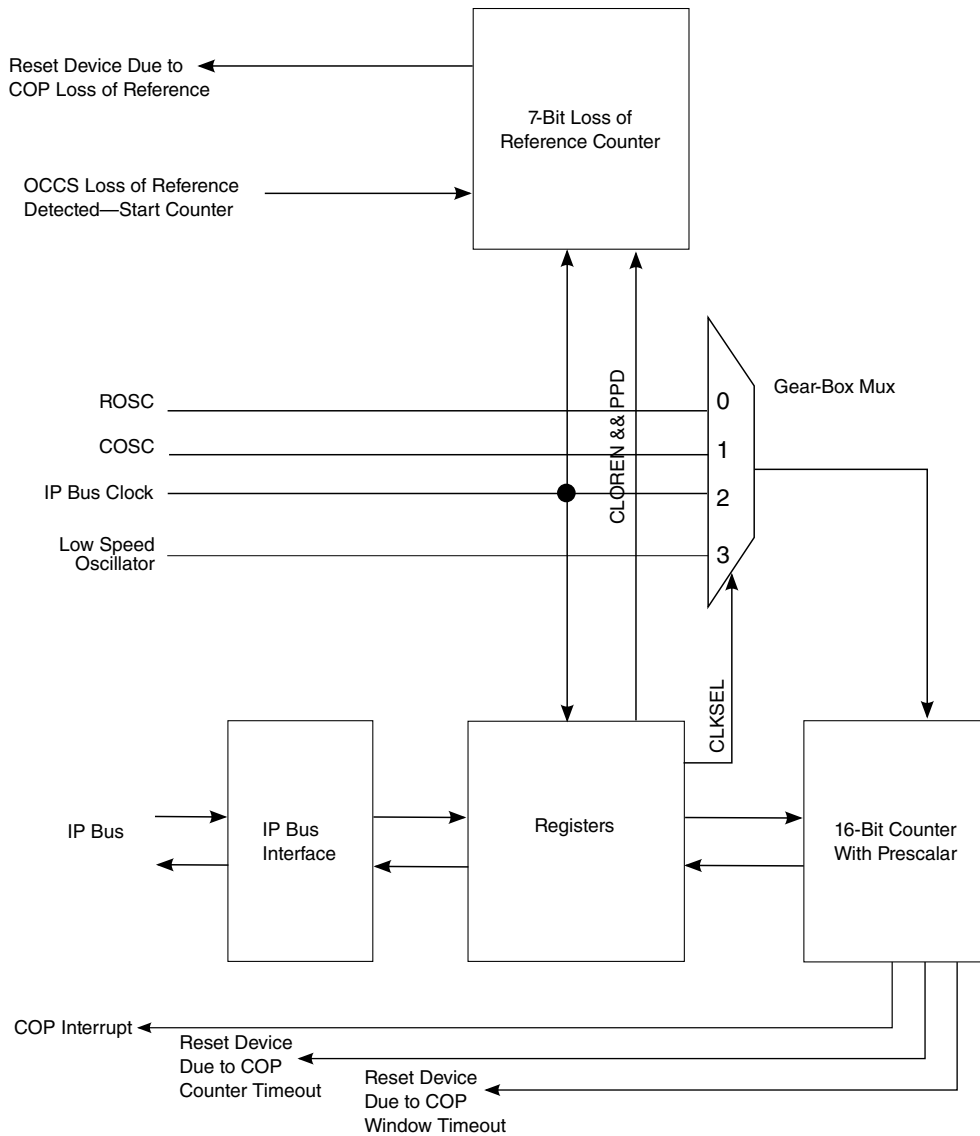 Reset Device Due to
COP Loss of Reference
7-Bit Loss of
Reference Counter
OCCS Loss of Reference
Detected—Start Counter
CLOREN && PPD
Gear-Box Mux
ROSC
0
COSC
1
IP Bus Clock
2
Low Speed
Oscillator
3
CLKSEL
IP Bus
IP Bus
Interface
Registers
16-Bit Counter
With Prescalar
COP Interrupt
Reset Device
Due to COP
Counter Timeout
Reset Device
Due to COP
Window Timeout